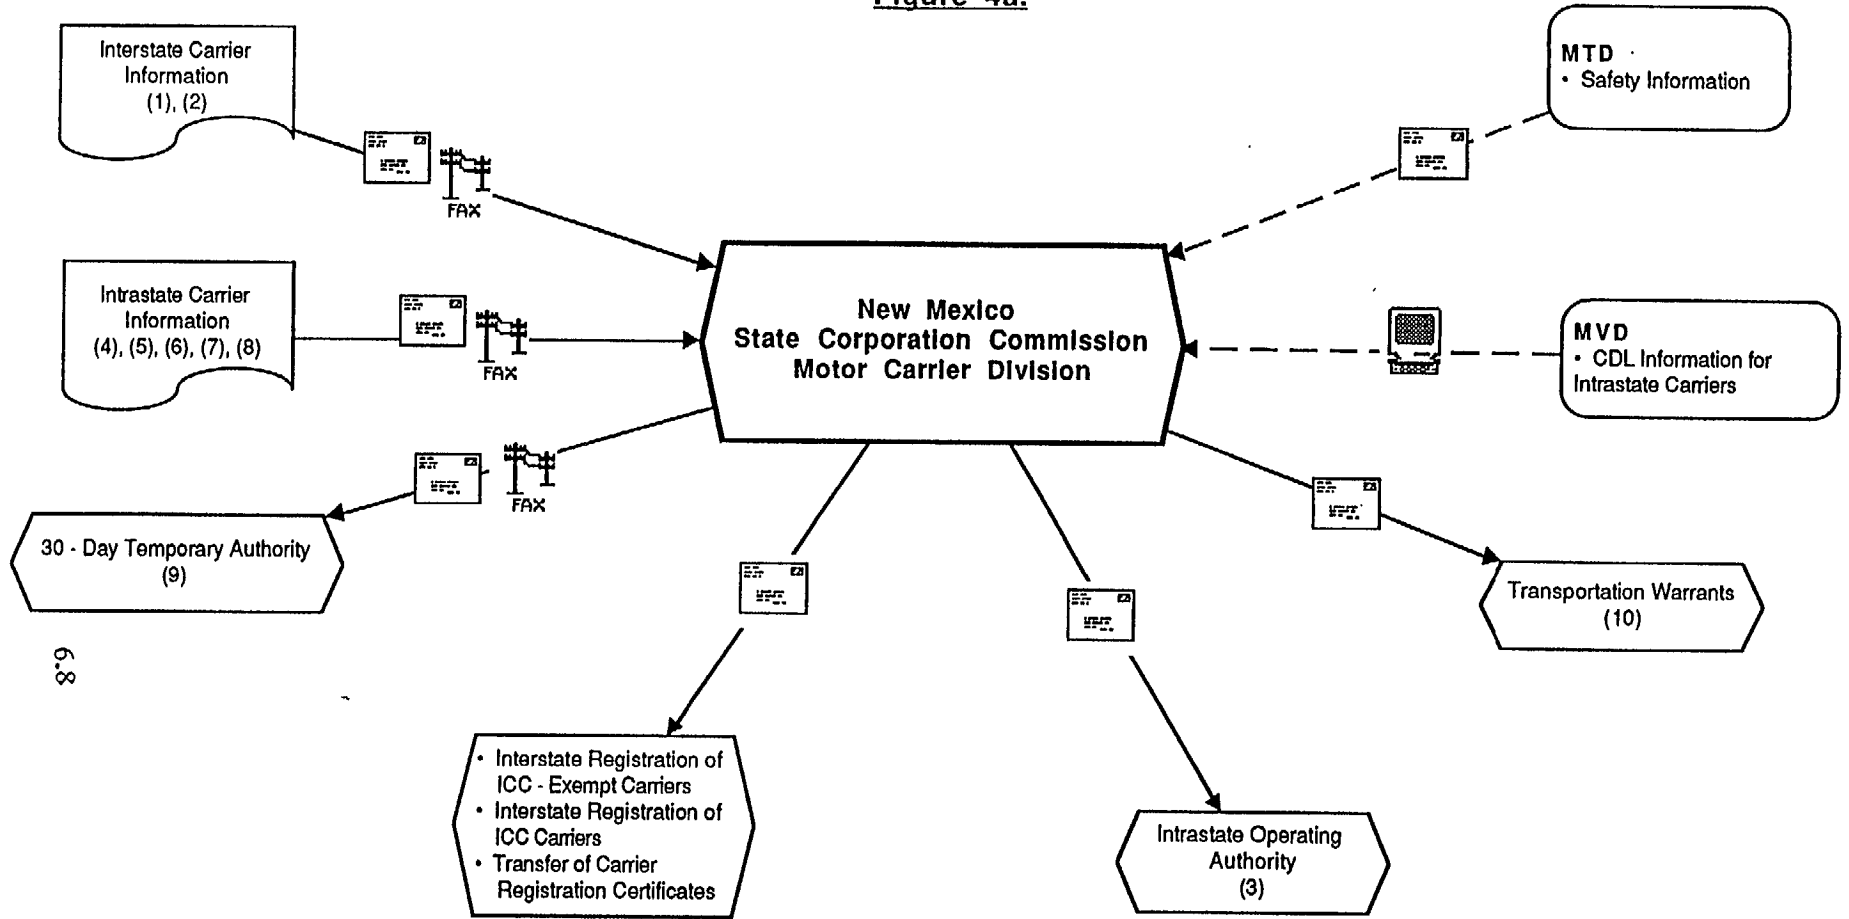 Figure 4a.
Interstate Carrier
Information
(1), (2)
FAX
MTD
• Safety Information
Intrastate Carrier
Information
(4), (5), (6), (7), (8)
FAX
New Mexico
State Corporation Commission
Motor Carrier Division
MVD
• CDL Information for
Intrastate Carriers
FAX
30 - Day Temporary Authority
(9)
Transportation Warrants
(10)
6.8
• Interstate Registration of
ICC - Exempt Carriers
• Interstate Registration of
ICC Carriers
• Transfer of Carrier
Registration Certificates
Intrastate Operating
Authority
(3)